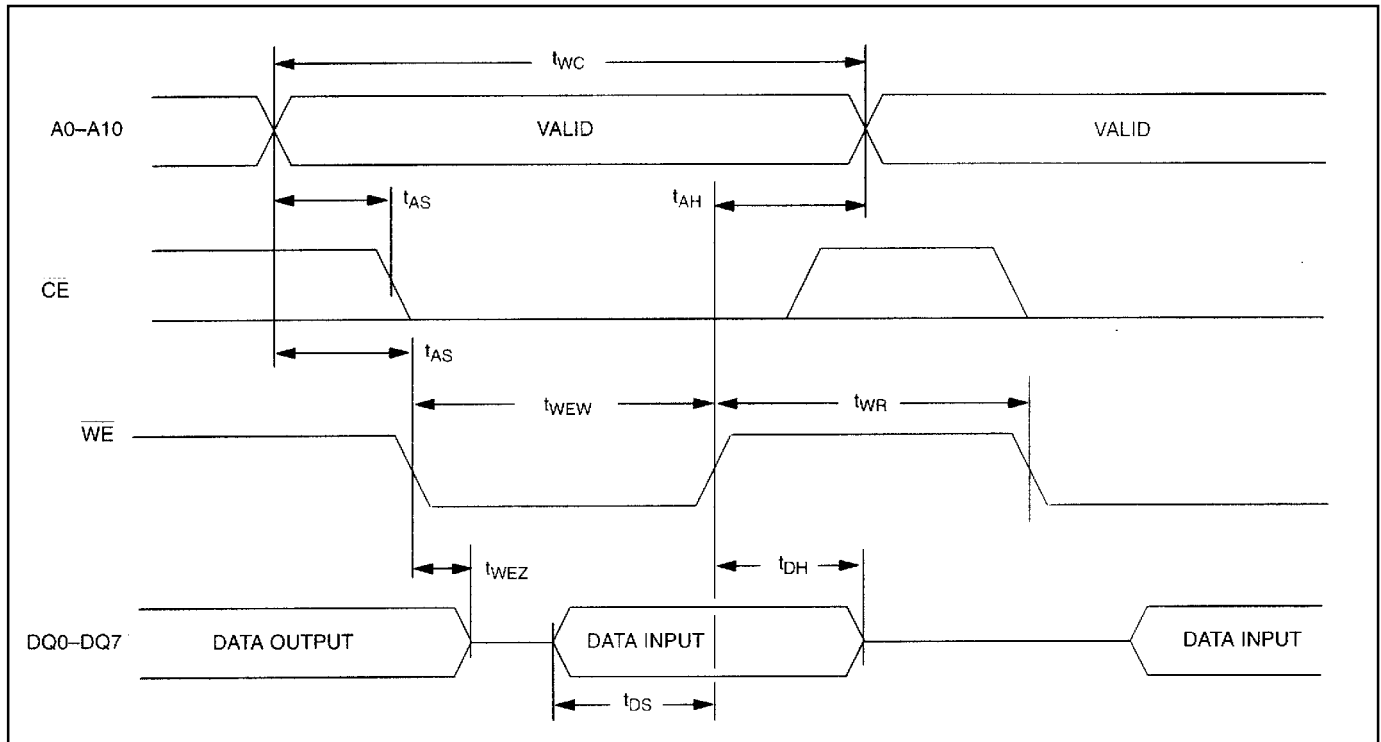 tWC
A0–A10
VALID
VALID
tAS
tAH
CE
tAS
tWEW
tWR
WE
tWEZ
tDH
DQ0–DQ7
DATA OUTPUT
DATA INPUT
DATA INPUT
tDS